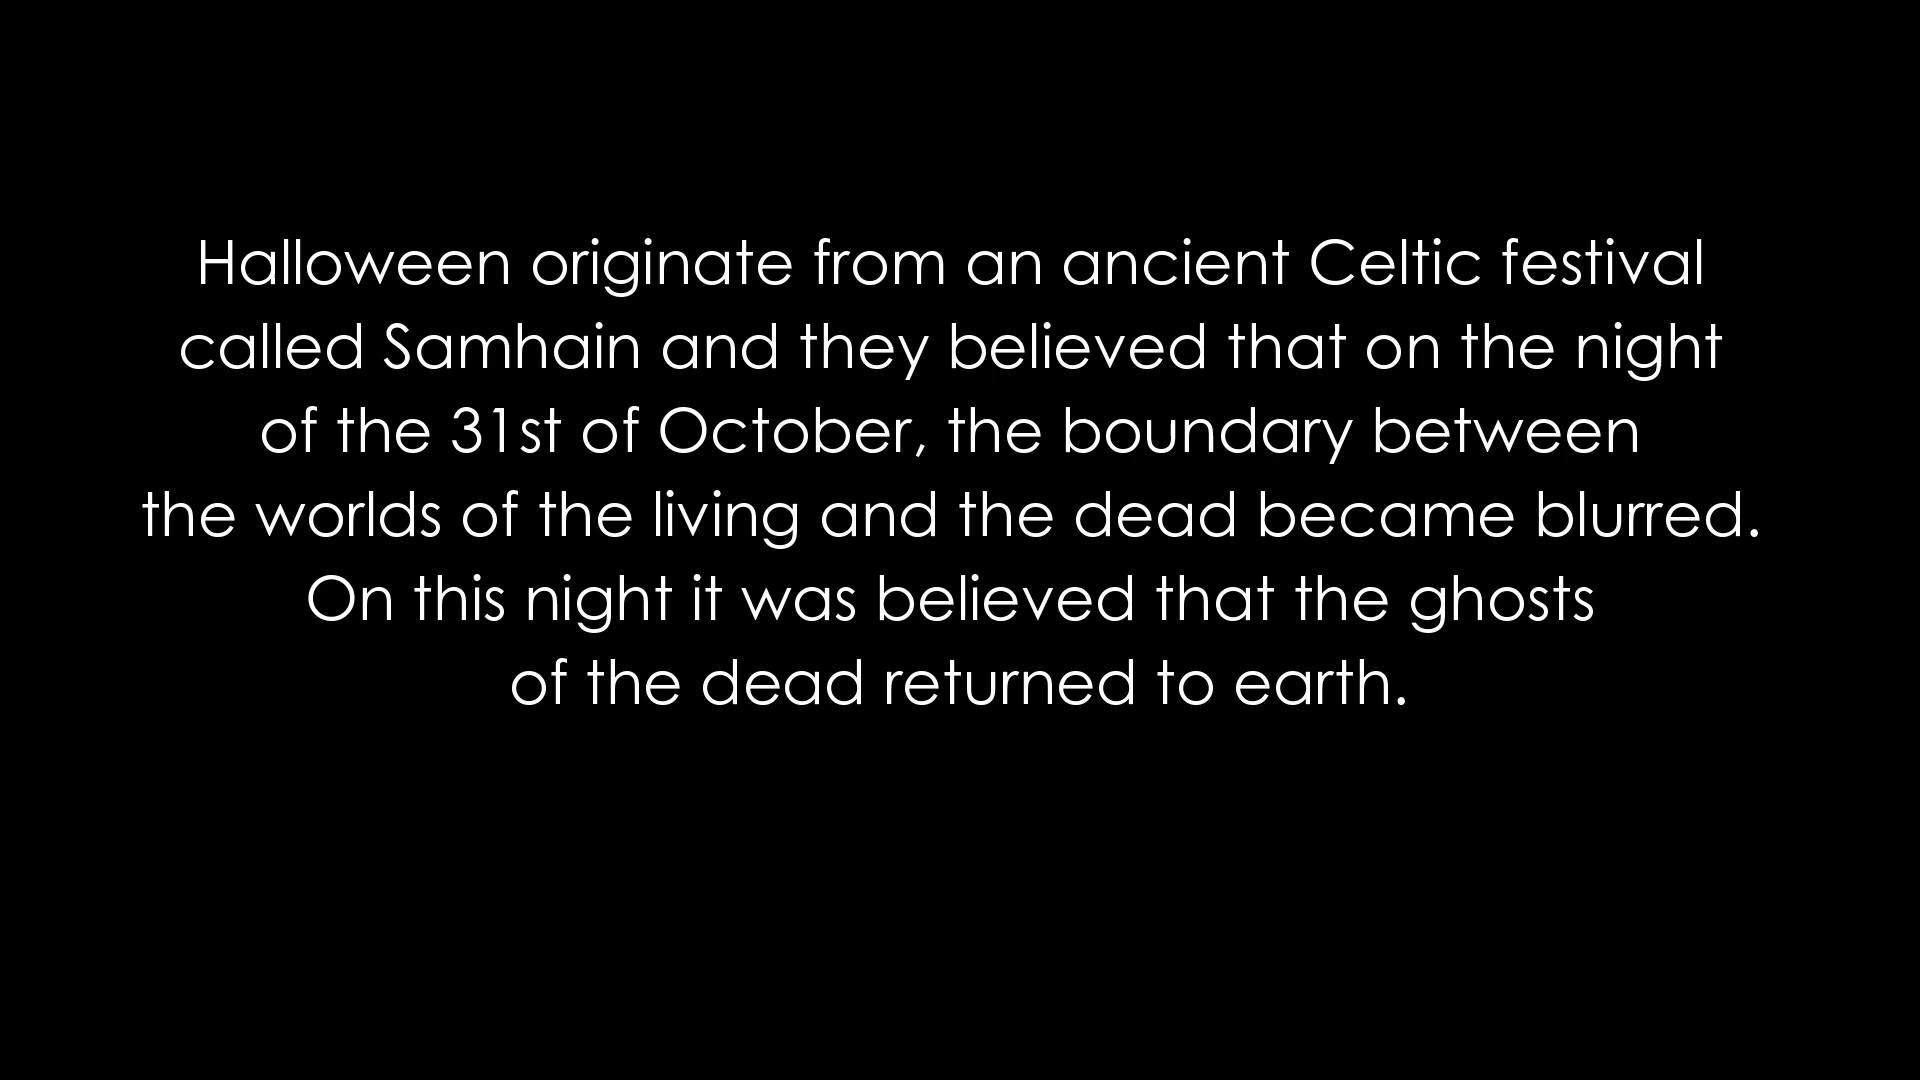 Halloween originate from an ancient Celtic festival
called Samhain and they believed that on the night
of the 31st of October, the boundary between
the worlds of the living and the dead became blurred.
On this night it was believed that the ghosts
of the dead returned to earth.